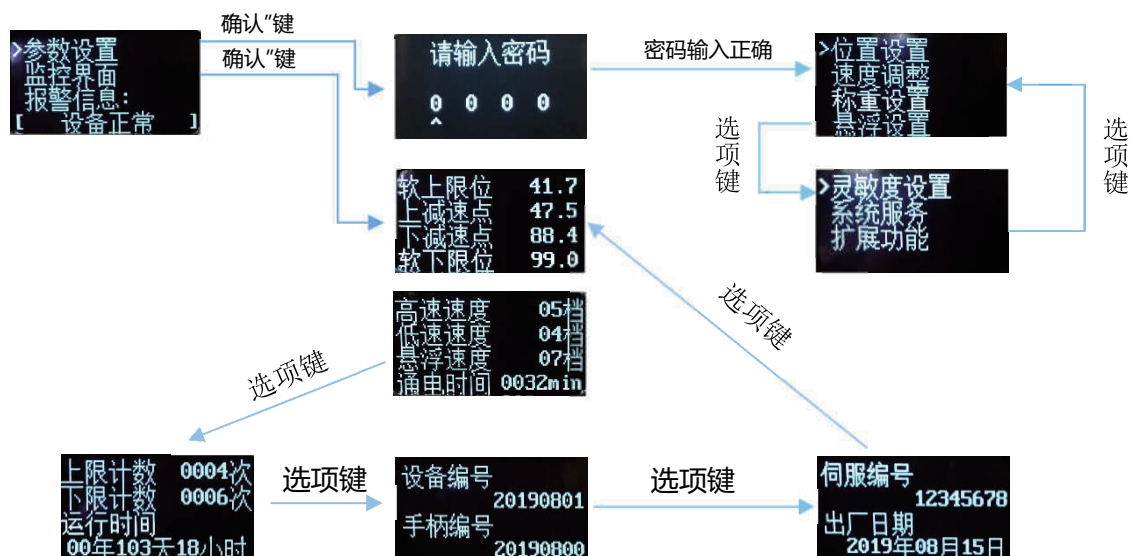 确认”键
>参数设置
监控界面
报警信息:
[ 设备正常 ]
确认”键
请输入密码
0 0 0 0
^
密码输入正确
>位置设置
速度调整
称重设置
悬浮设置
选项键
选项键
>灵敏度设置
系统服务
扩展功能
软上限位 41.7
上减速点 47.5
下减速点 88.4
软下限位 99.0
高速速度 05档
低速速度 04档
悬浮速度 07档
通电时间 0032min
选项键
选项键
上限计数 0004次
下限计数 0006次
运行时间
00年103天18小时
选项键
设备编号
20190801
手柄编号
20190800
选项键
伺服编号
12345678
出厂日期
2019年08月15日